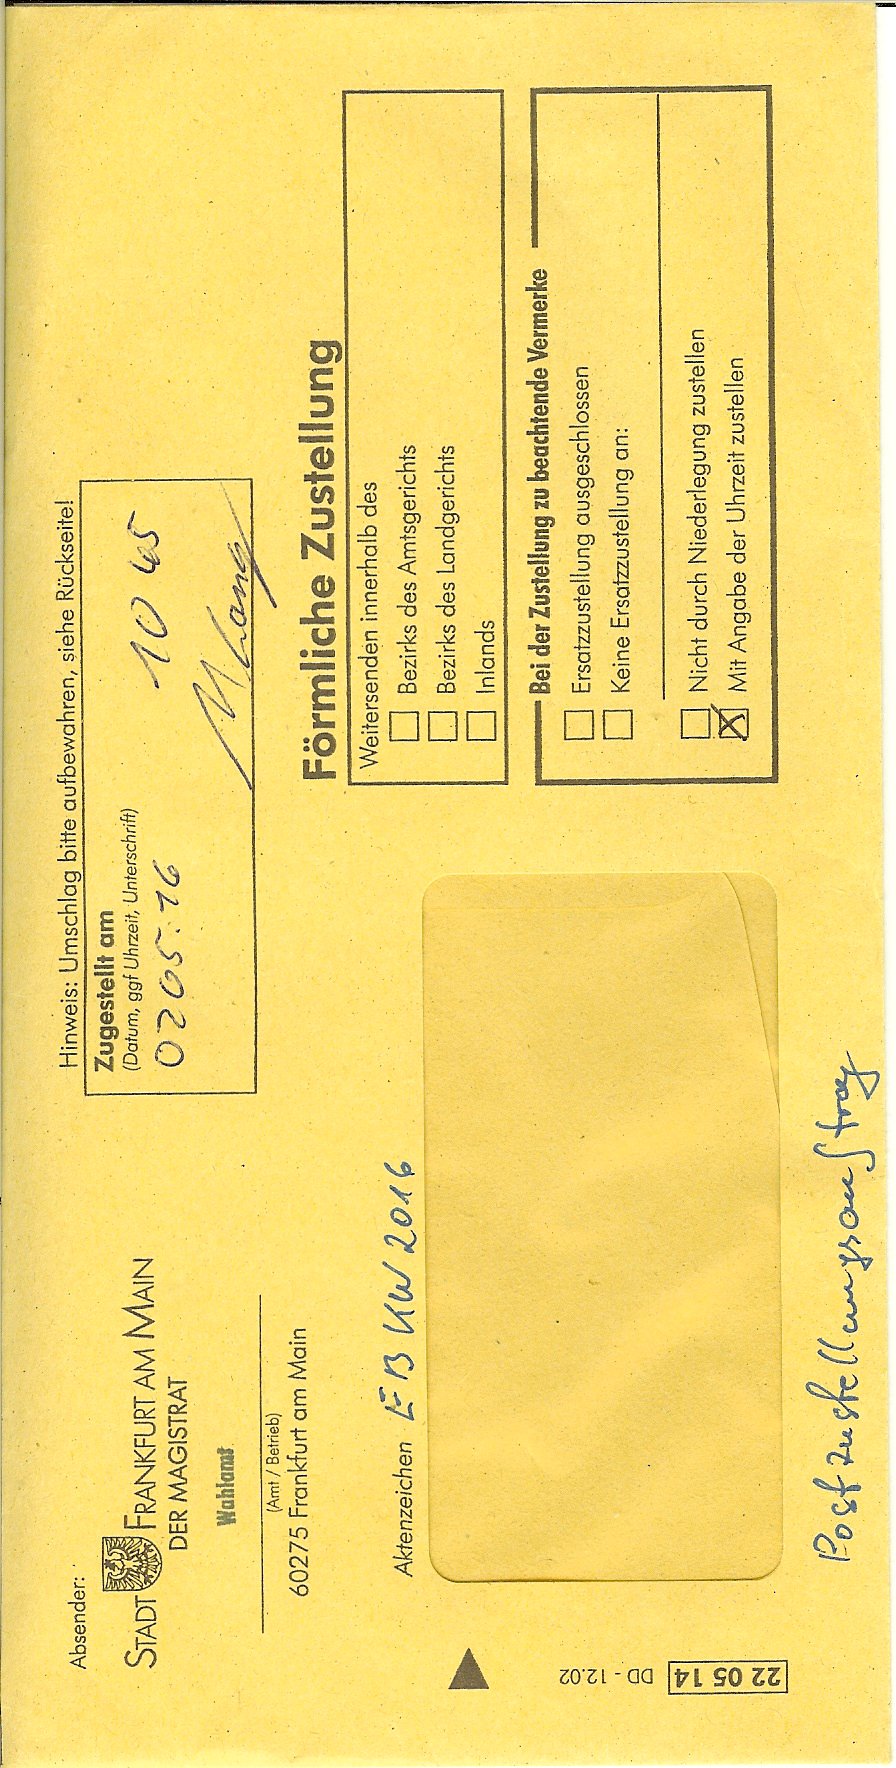 Absender:
STADT FRANKFURT AM MAIN
DER MAGISTRAT
Wahlamt
(Amt / Betrieb)
60275 Frankfurt am Main
Hinweis: Umschlag bitte aufbewahren, siehe Rückseite!
Zugestellt am
(Datum, ggf Uhrzeit, Unterschrift)
0205.16 10 45
Förmliche Zustellung
Weitersenden innerhalb des
Bezirks des Amtsgerichts
Bezirks des Landgerichts
Inlands
Bei der Zustellung zu beachtende Vermerke
Ersatzzustellung ausgeschlossen
Keine Ersatzzustellung an:
Nicht durch Niederlegung zustellen
Mit Angabe der Uhrzeit zustellen
Aktenzeichen EB KW 2016
Postzustellungsauftrag
22 05 14 DD - 12.02